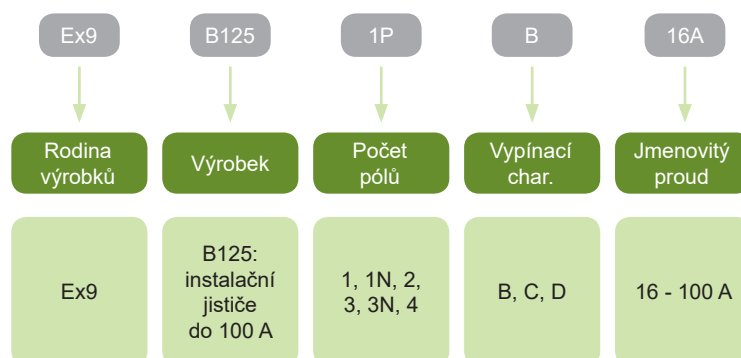 Ex9
B125
1P
B
16A
Rodina
výrobků
Výrobek
Počet
pólů
Vypínací
char.
Jmenovitý
proud
Ex9
B125:
instalační
jističe
do 100 A
1, 1N, 2,
3, 3N, 4
B, C, D
16 - 100 A